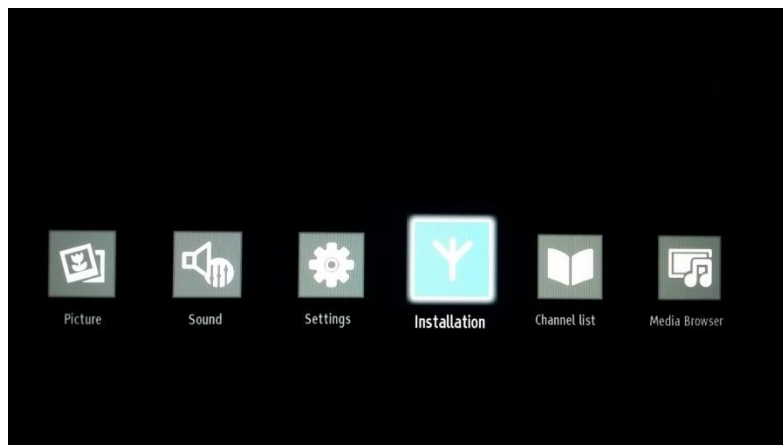 Picture
Sound
Settings
Installation
Channel list
Media Browser